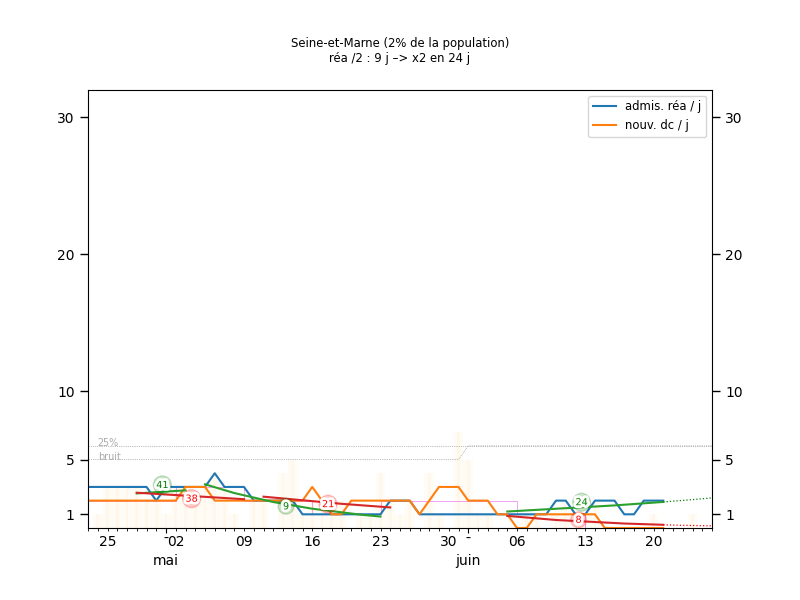 Seine-et-Marne (2% de la population)
réa /2 : 9 j –> x2 en 24 j
admis. réa / j
nouv. dc / j
30 30
20 20
10 10
25%
bruit
5 5
41
38
9
21
24
8
1 1
25 02 09 16 23 30 06 13 20
mai juin